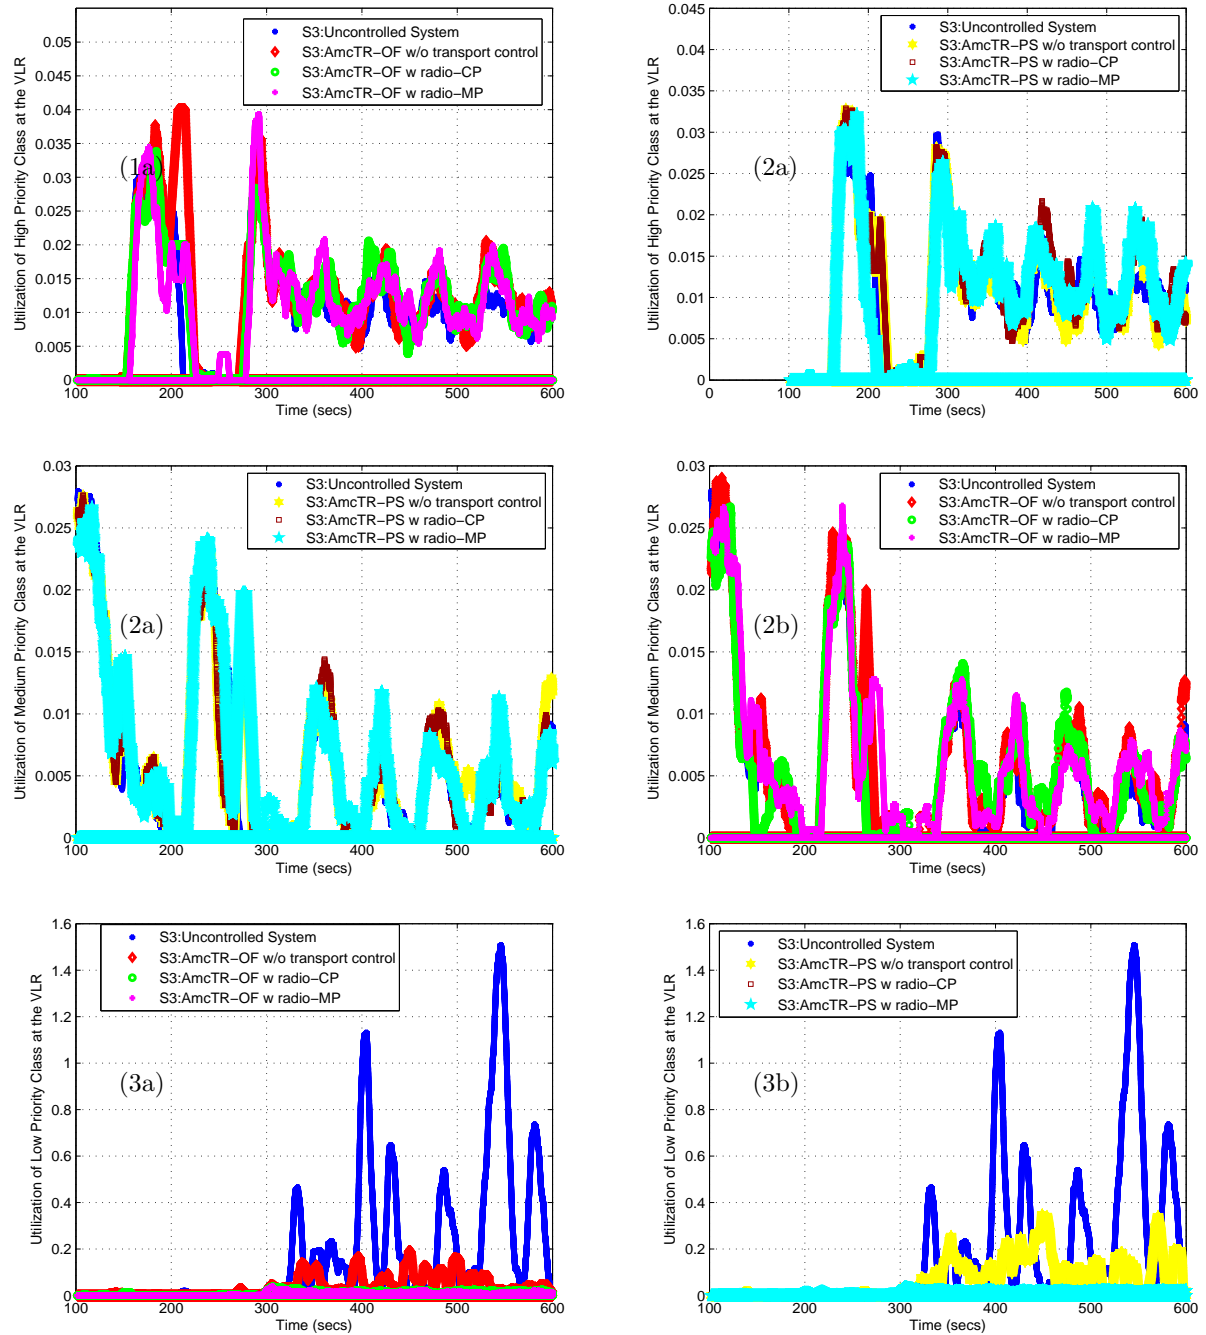 0.05
0.045
0.04
0.035
0.03
0.025
0.02
0.015
0.01
0.005
0
100 200 300 400 500 600
Time (secs)
Utilization of High Priority Class at the VLR
S3:Uncontrolled System
S3:AmcTR−OF w/o transport control
S3:AmcTR−OF w radio−CP
S3:AmcTR−OF w radio−MP
(1a)
0.045
0.04
0.035
0.03
0.025
0.02
0.015
0.01
0.005
0
0 100 200 300 400 500 600
Time (secs)
Utilization of High Priority Class at the VLR
S3:Uncontrolled System
S3:AmcTR−PS w/o transport control
S3:AmcTR−PS w radio−CP
S3:AmcTR−PS w radio−MP
(2a)
0.03
0.025
0.02
0.015
0.01
0.005
0
100 200 300 400 500 600
Time (secs)
Utilization of Medium Priority Class at the VLR
S3:Uncontrolled System
S3:AmcTR−PS w/o transport control
S3:AmcTR−PS w radio−CP
S3:AmcTR−PS w radio−MP
(2a)
0.03
0.025
0.02
0.015
0.01
0.005
0
100 200 300 400 500 600
Time (secs)
Utilization of Medium Priority Class at the VLR
S3:Uncontrolled System
S3:AmcTR−OF w/o transport control
S3:AmcTR−OF w radio−CP
S3:AmcTR−OF w radio−MP
(2b)
1.6
1.4
1.2
1
0.8
0.6
0.4
0.2
0
100 200 300 400 500 600
Time (secs)
Utilization of Low Priority Class at the VLR
S3:Uncontrolled System
S3:AmcTR−OF w/o transport control
S3:AmcTR−OF w radio−CP
S3:AmcTR−OF w radio−MP
(3a)
1.6
1.4
1.2
1
0.8
0.6
0.4
0.2
0
100 200 300 400 500 600
Time (secs)
Utilization of Low Priority Class at the VLR
S3:Uncontrolled System
S3:AmcTR−PS w/o transport control
S3:AmcTR−PS w radio−CP
S3:AmcTR−PS w radio−MP
(3b)